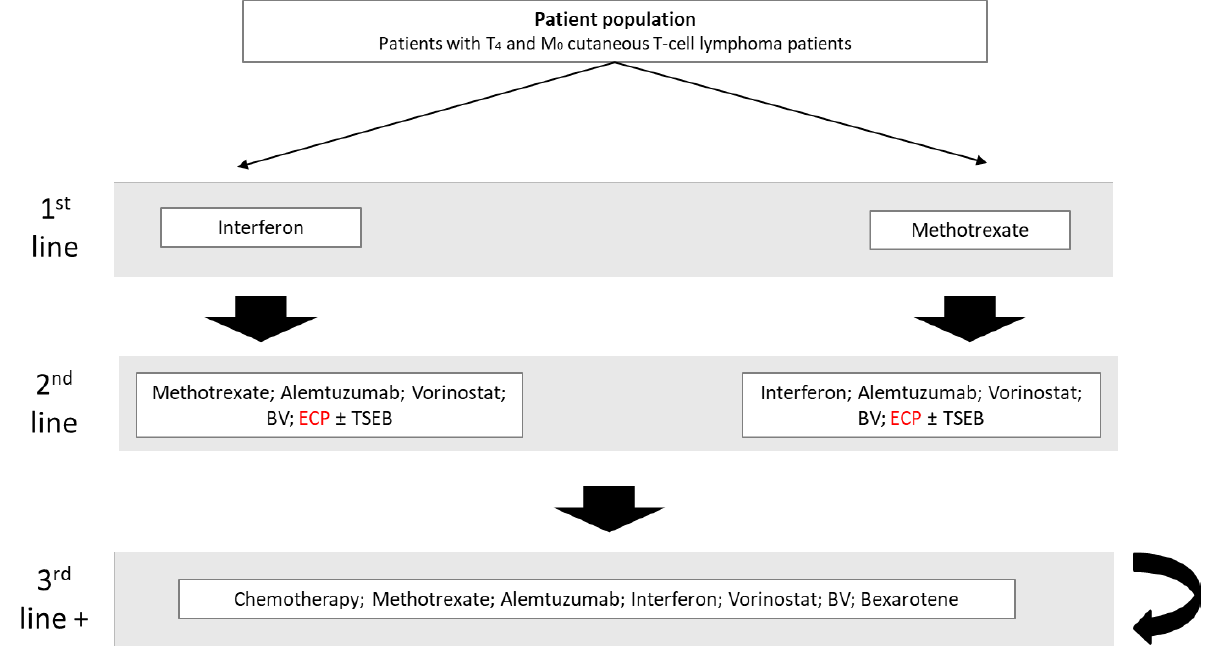 Patient population
Patients with T4 and M0 cutaneous T-cell lymphoma patients
1st
line
Interferon
Methotrexate
2nd
line
Methotrexate; Alemtuzumab; Vorinostat;
BV; ECP ± TSEB
Interferon; Alemtuzumab; Vorinostat;
BV; ECP ± TSEB
3rd
line +
Chemotherapy; Methotrexate; Alemtuzumab; Interferon; Vorinostat; BV; Bexarotene